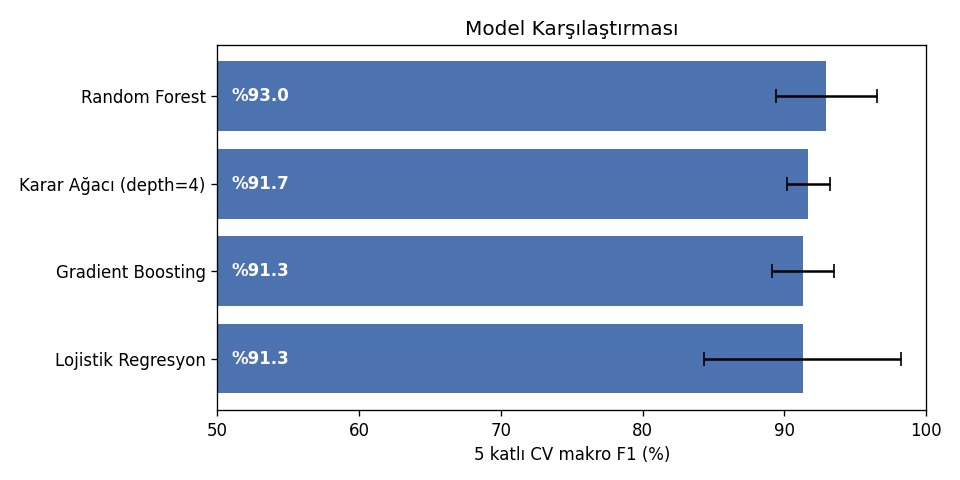 Model Karşılaştırması
Random Forest %93.0
Karar Ağacı (depth=4) %91.7
Gradient Boosting %91.3
Lojistik Regresyon %91.3
50 60 70 80 90 100
5 katlı CV makro F1 (%)